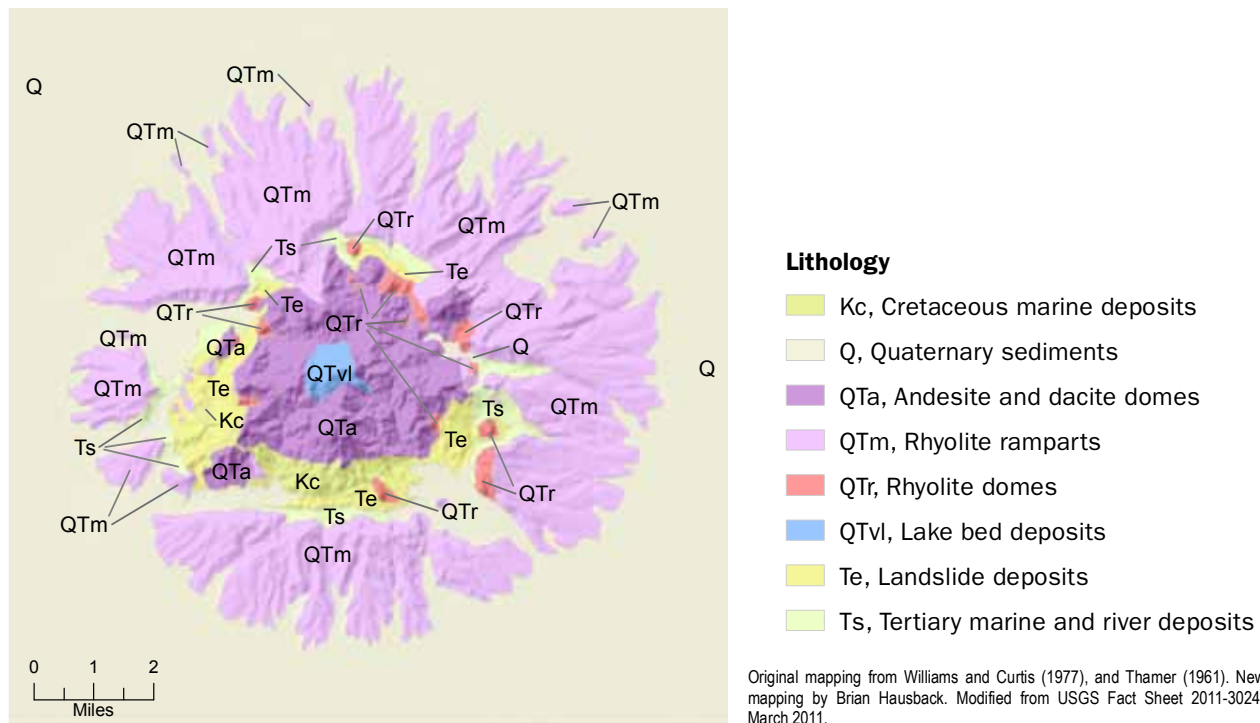 QTm
Q
QTm
QTm
QTm
QTr
QTm
Ts
QTm
Te
Te
QTr
QTr
QTr
QTm
QTa
Q
QTvl
Q
QTm
Te
Ts
QTm
Kc
QTa
Te
Ts
QTa
Kc
Te
QTr
QTr
QTm
Ts
QTm
0 1 2
Miles
Lithology
Kc, Cretaceous marine deposits
Q, Quaternary sediments
QTa, Andesite and dacite domes
QTm, Rhyolite ramparts
QTr, Rhyolite domes
QTvl, Lake bed deposits
Te, Landslide deposits
Ts, Tertiary marine and river deposits
Original mapping from Williams and Curtis (1977), and Thamer (1961). New
mapping by Brian Hausback. Modified from USGS Fact Sheet 2011-3024,
March 2011.